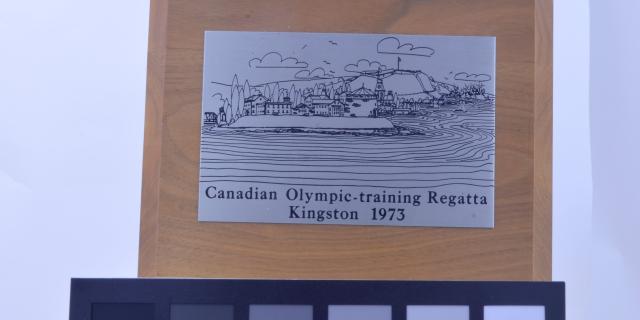 Canadian Olympic-training Regatta
Kingston 1973